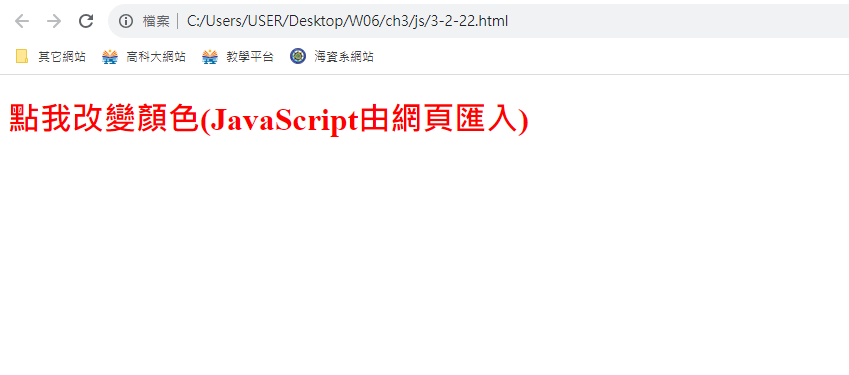 檔案 C:/Users/USER/Desktop/W06/ch3/js/3-2-22.html
其它網站 高科大網站 教學平台 海資系網站
點我改變顏色(JavaScript由網頁匯入)